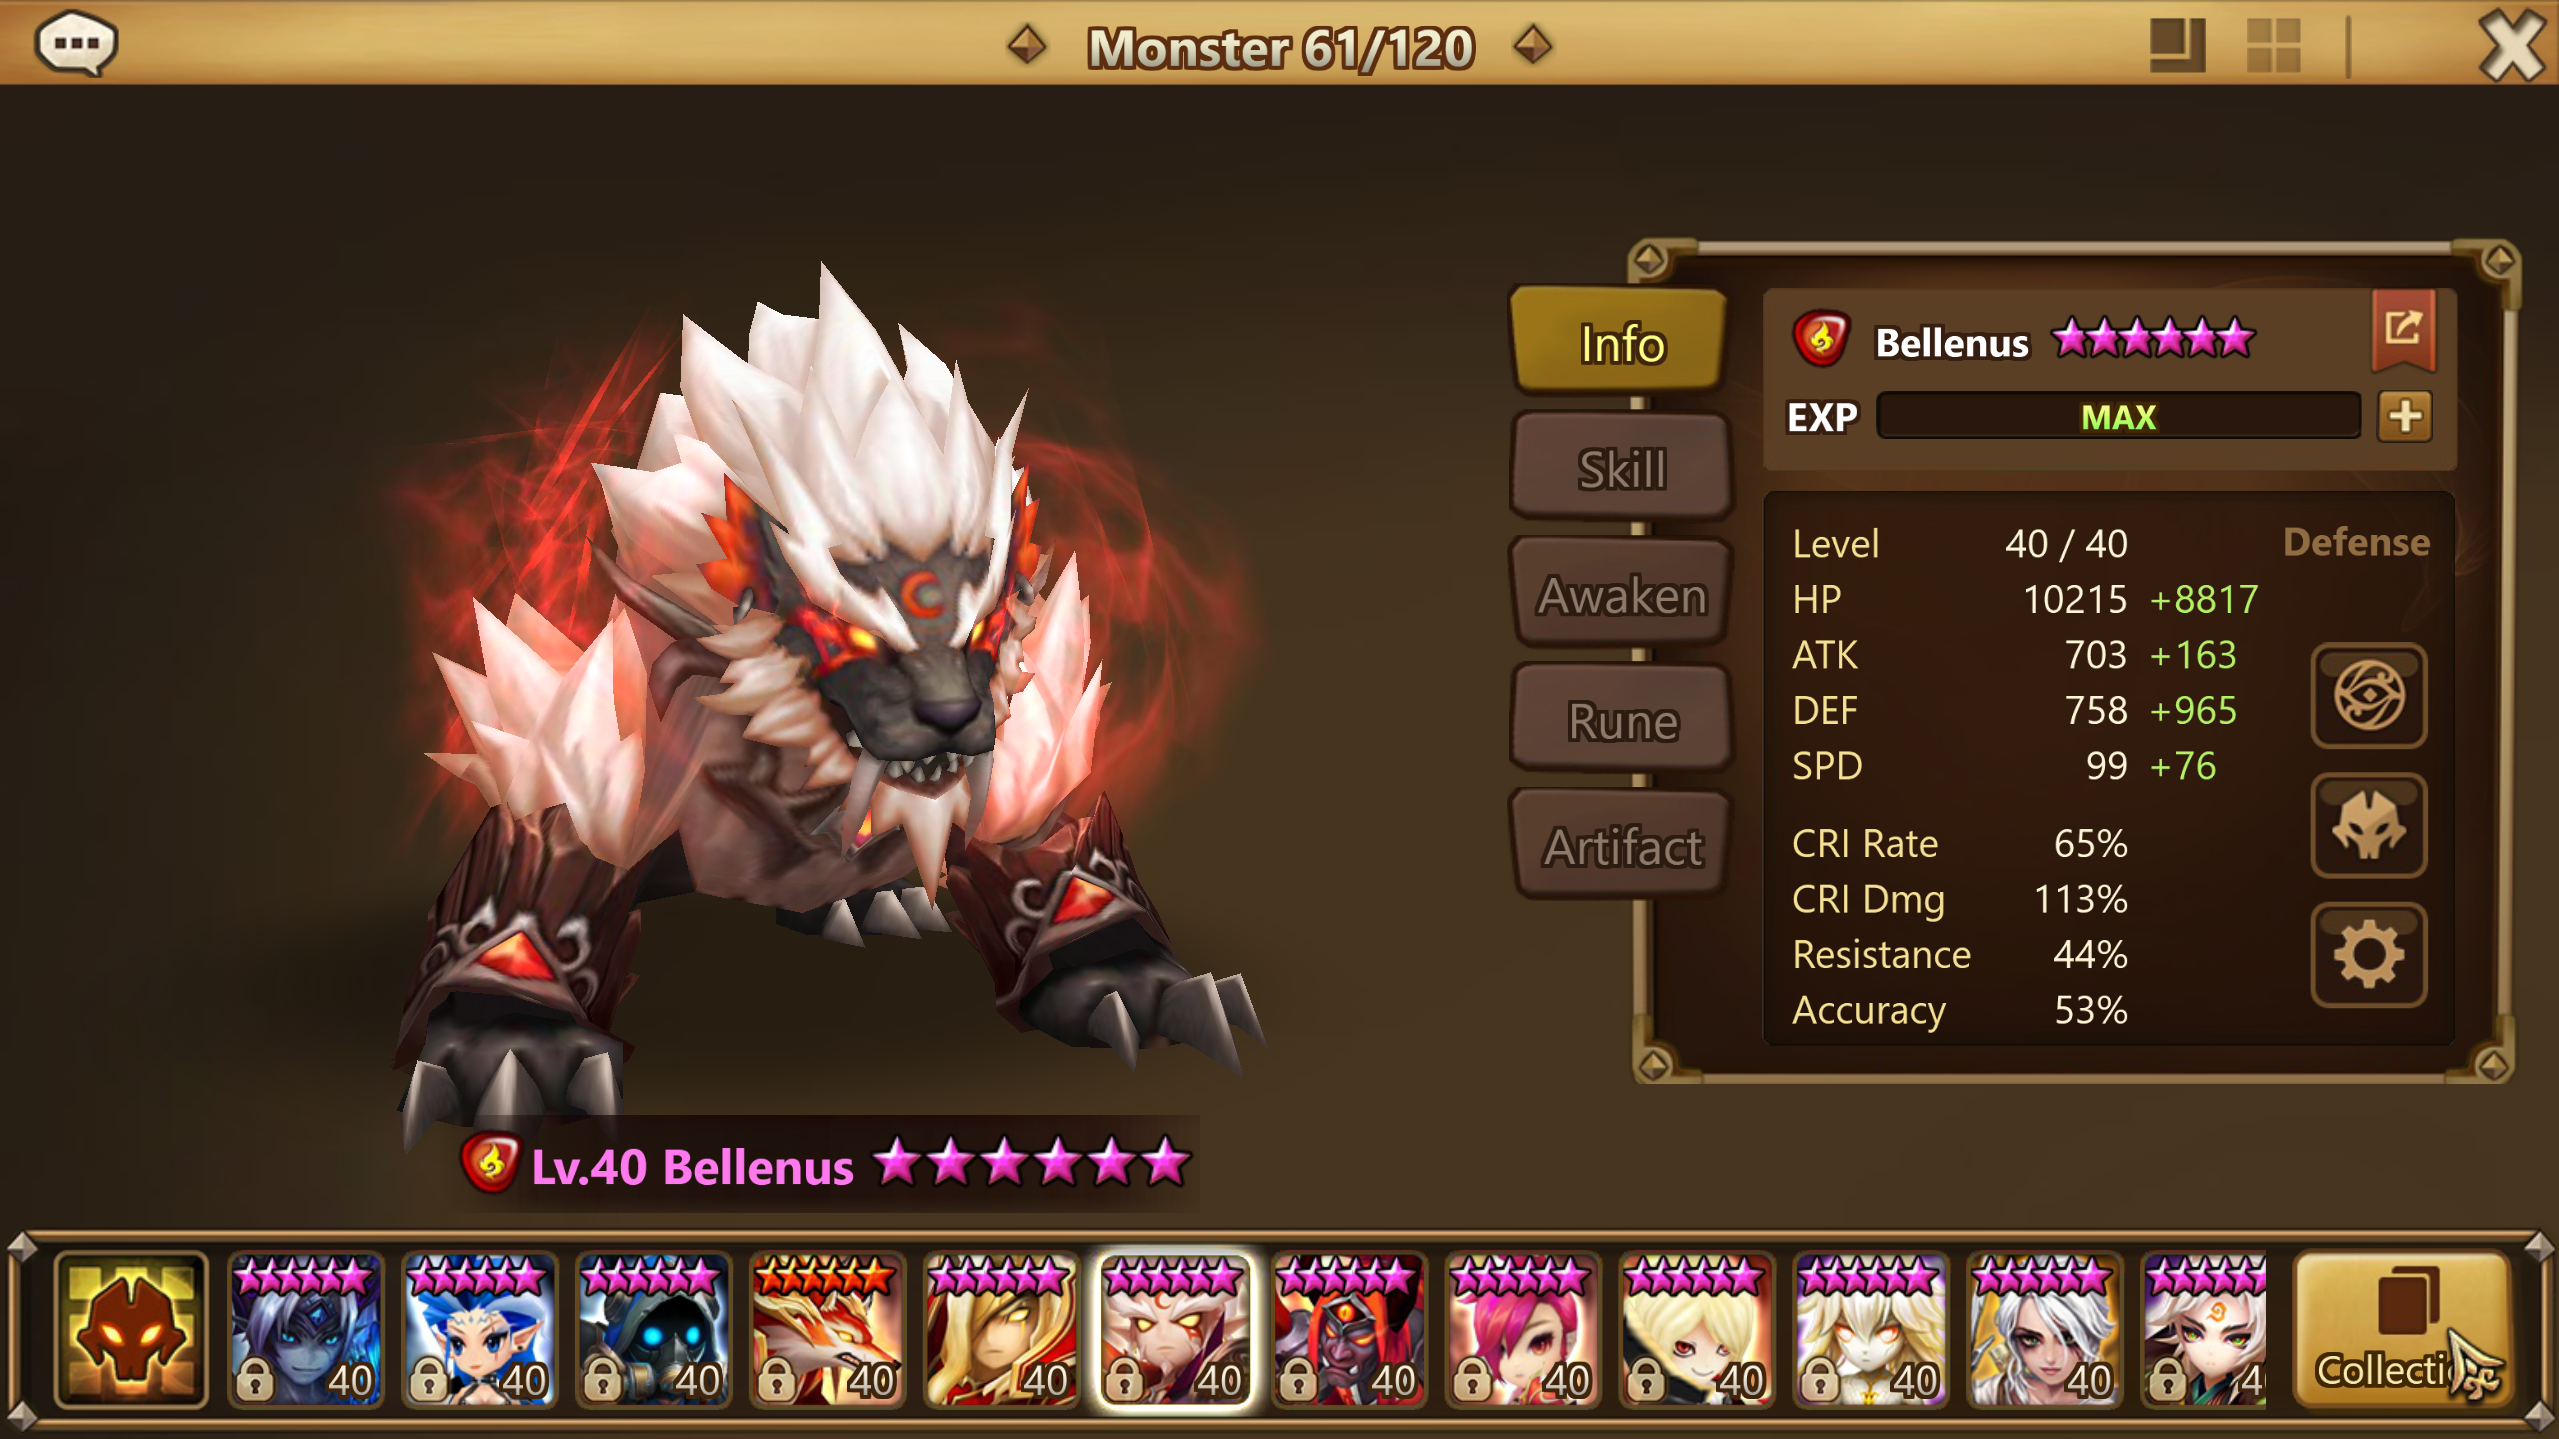 Monster 61/120
Info
Skill
Awaken
Rune
Artifact
Bellenus
EXP MAX
Level 40 / 40 Defense
HP 10215 +8817
ATK 703 +163
DEF 758 +965
SPD 99 +76
CRI Rate 65%
CRI Dmg 113%
Resistance 44%
Accuracy 53%
Lv.40 Bellenus
40 40 40 40 40 40 40 40 40 40 40 4
Collecti